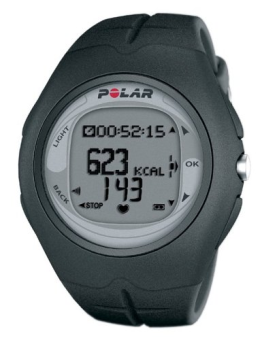 POLAR
LIGHT
00:52:15
623 KCAL
OK
143
BACK
STOP